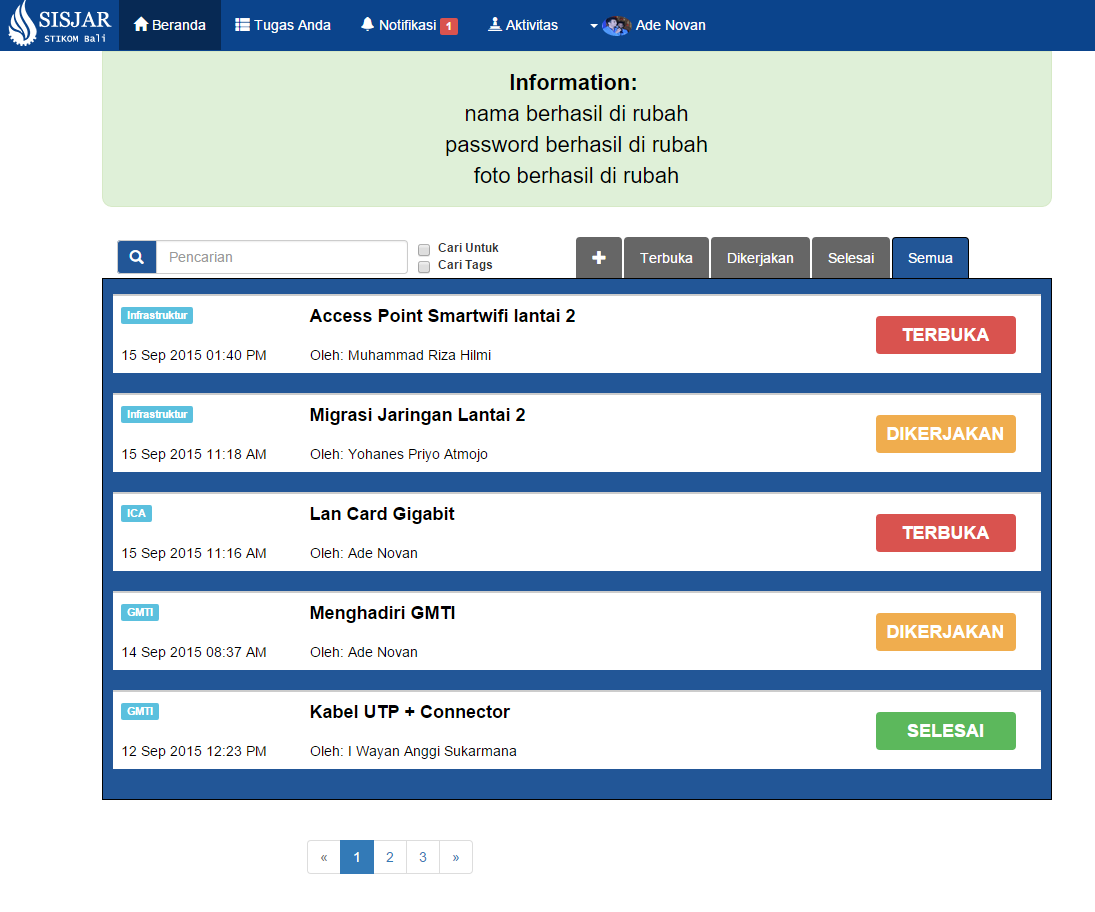 SISJAR
STIKOM Bali
Beranda
Tugas Anda
Notifikasi 1
Aktivitas
Ade Novan
Information:
nama berhasil di rubah
password berhasil di rubah
foto berhasil di rubah
Pencarian
Cari Untuk
Cari Tags
Terbuka
Dikerjakan
Selesai
Semua
Infrastruktur
Access Point Smartwifi lantai 2
15 Sep 2015 01:40 PM
Oleh: Muhammad Riza Hilmi
TERBUKA
Infrastruktur
Migrasi Jaringan Lantai 2
15 Sep 2015 11:18 AM
Oleh: Yohanes Priyo Atmojo
DIKERJAKAN
ICA
Lan Card Gigabit
15 Sep 2015 11:16 AM
Oleh: Ade Novan
TERBUKA
GMTI
Menghadiri GMTI
14 Sep 2015 08:37 AM
Oleh: Ade Novan
DIKERJAKAN
GMTI
Kabel UTP + Connector
12 Sep 2015 12:23 PM
Oleh: I Wayan Anggi Sukarmana
SELESAI
« 1 2 3 »